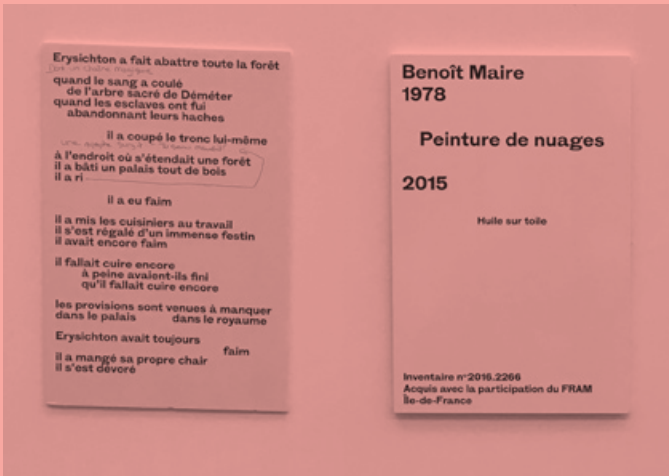 Erysichton a fait abattre toute la forêt
quand le sang a coulé
de l'arbre sacré de Déméter
quand les esclaves ont fui
abandonnant leurs haches
il a coupé le tronc lui-même
à l'endroit où s'étendait une forêt
il a bâti un palais tout de bois
il a ri
il a eu faim
il a mis les cuisiniers au travail
il s'est régalé d'un immense festin
il avait encore faim
il fallait cuire encore
à peine avaient-ils fini
qu'il fallait cuire encore
les provisions sont venues à manquer
dans le palais dans le royaume
Erysichton avait toujours
faim
il a mangé sa propre chair
il s'est dévoré
Benoît Maire
1978
Peinture de nuages
2015
Huile sur toile
Inventaire n°2016.2266
Acquis avec la participation du FRAM
Île-de-France